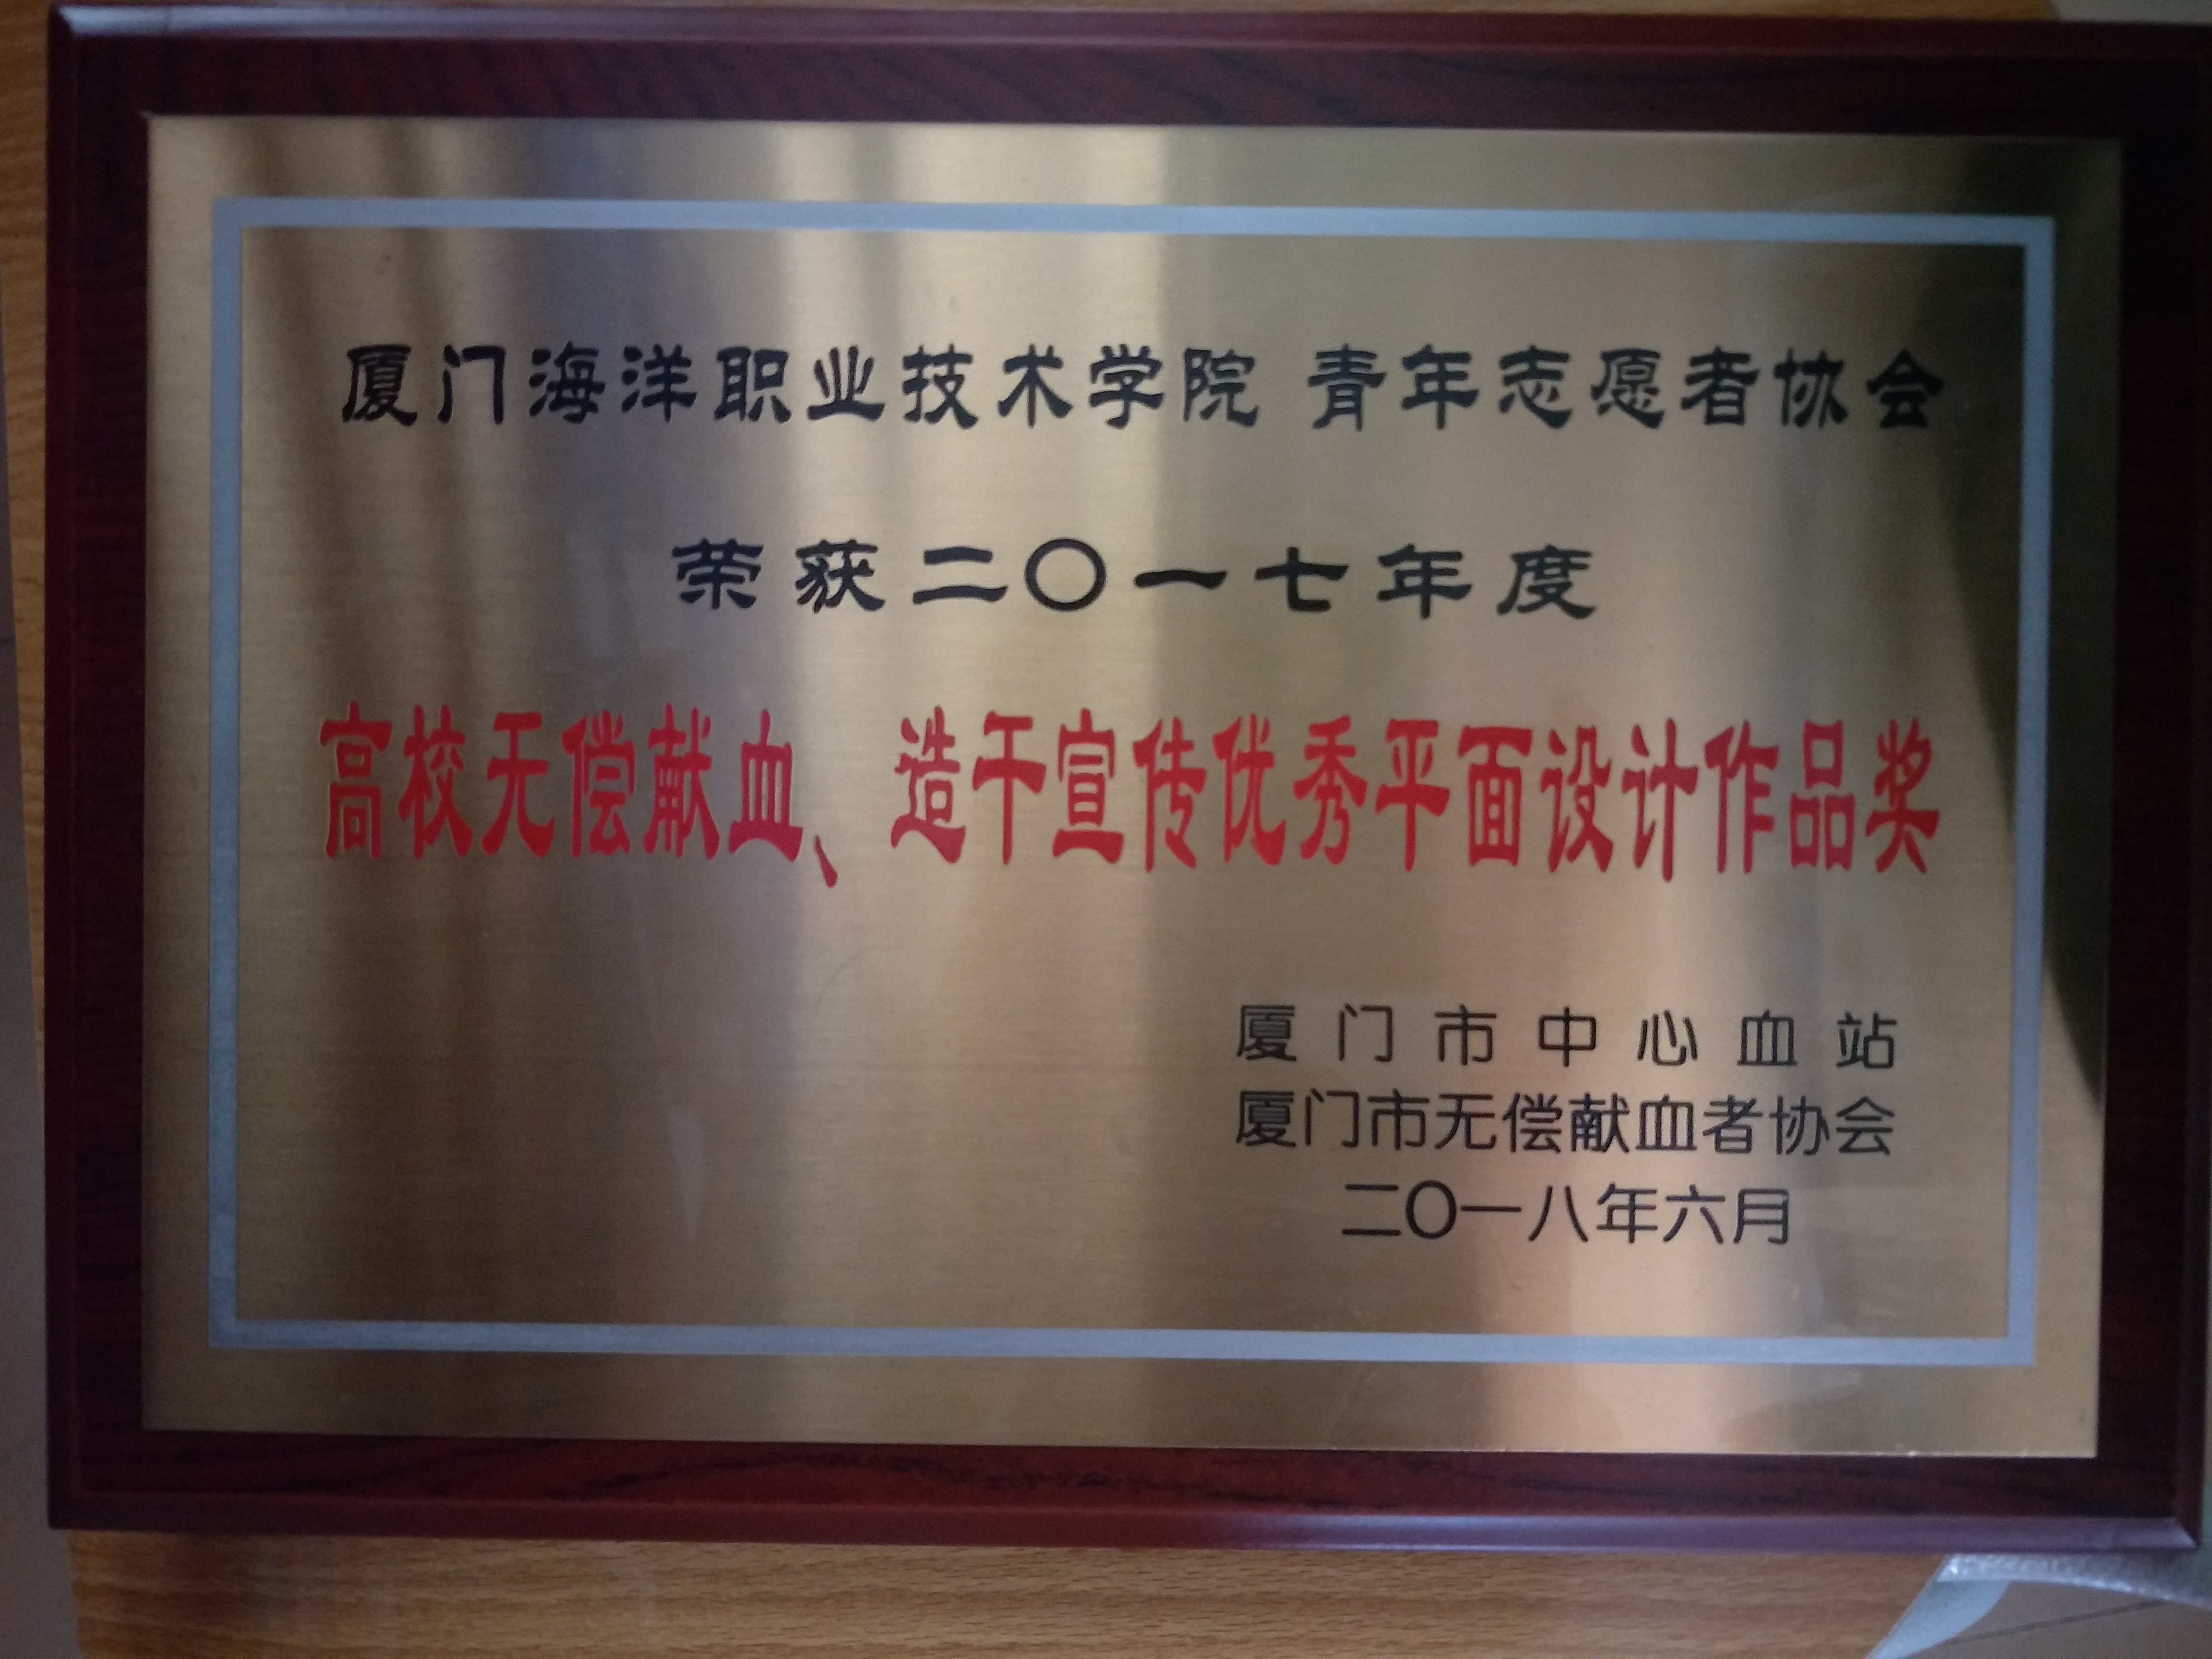 厦门海洋职业技术学院 青年志愿者协会
荣获二〇一七年度
高校无偿献血、造干宣传优秀平面设计作品奖
厦门市中心血站
厦门市无偿献血者协会
二〇一八年六月